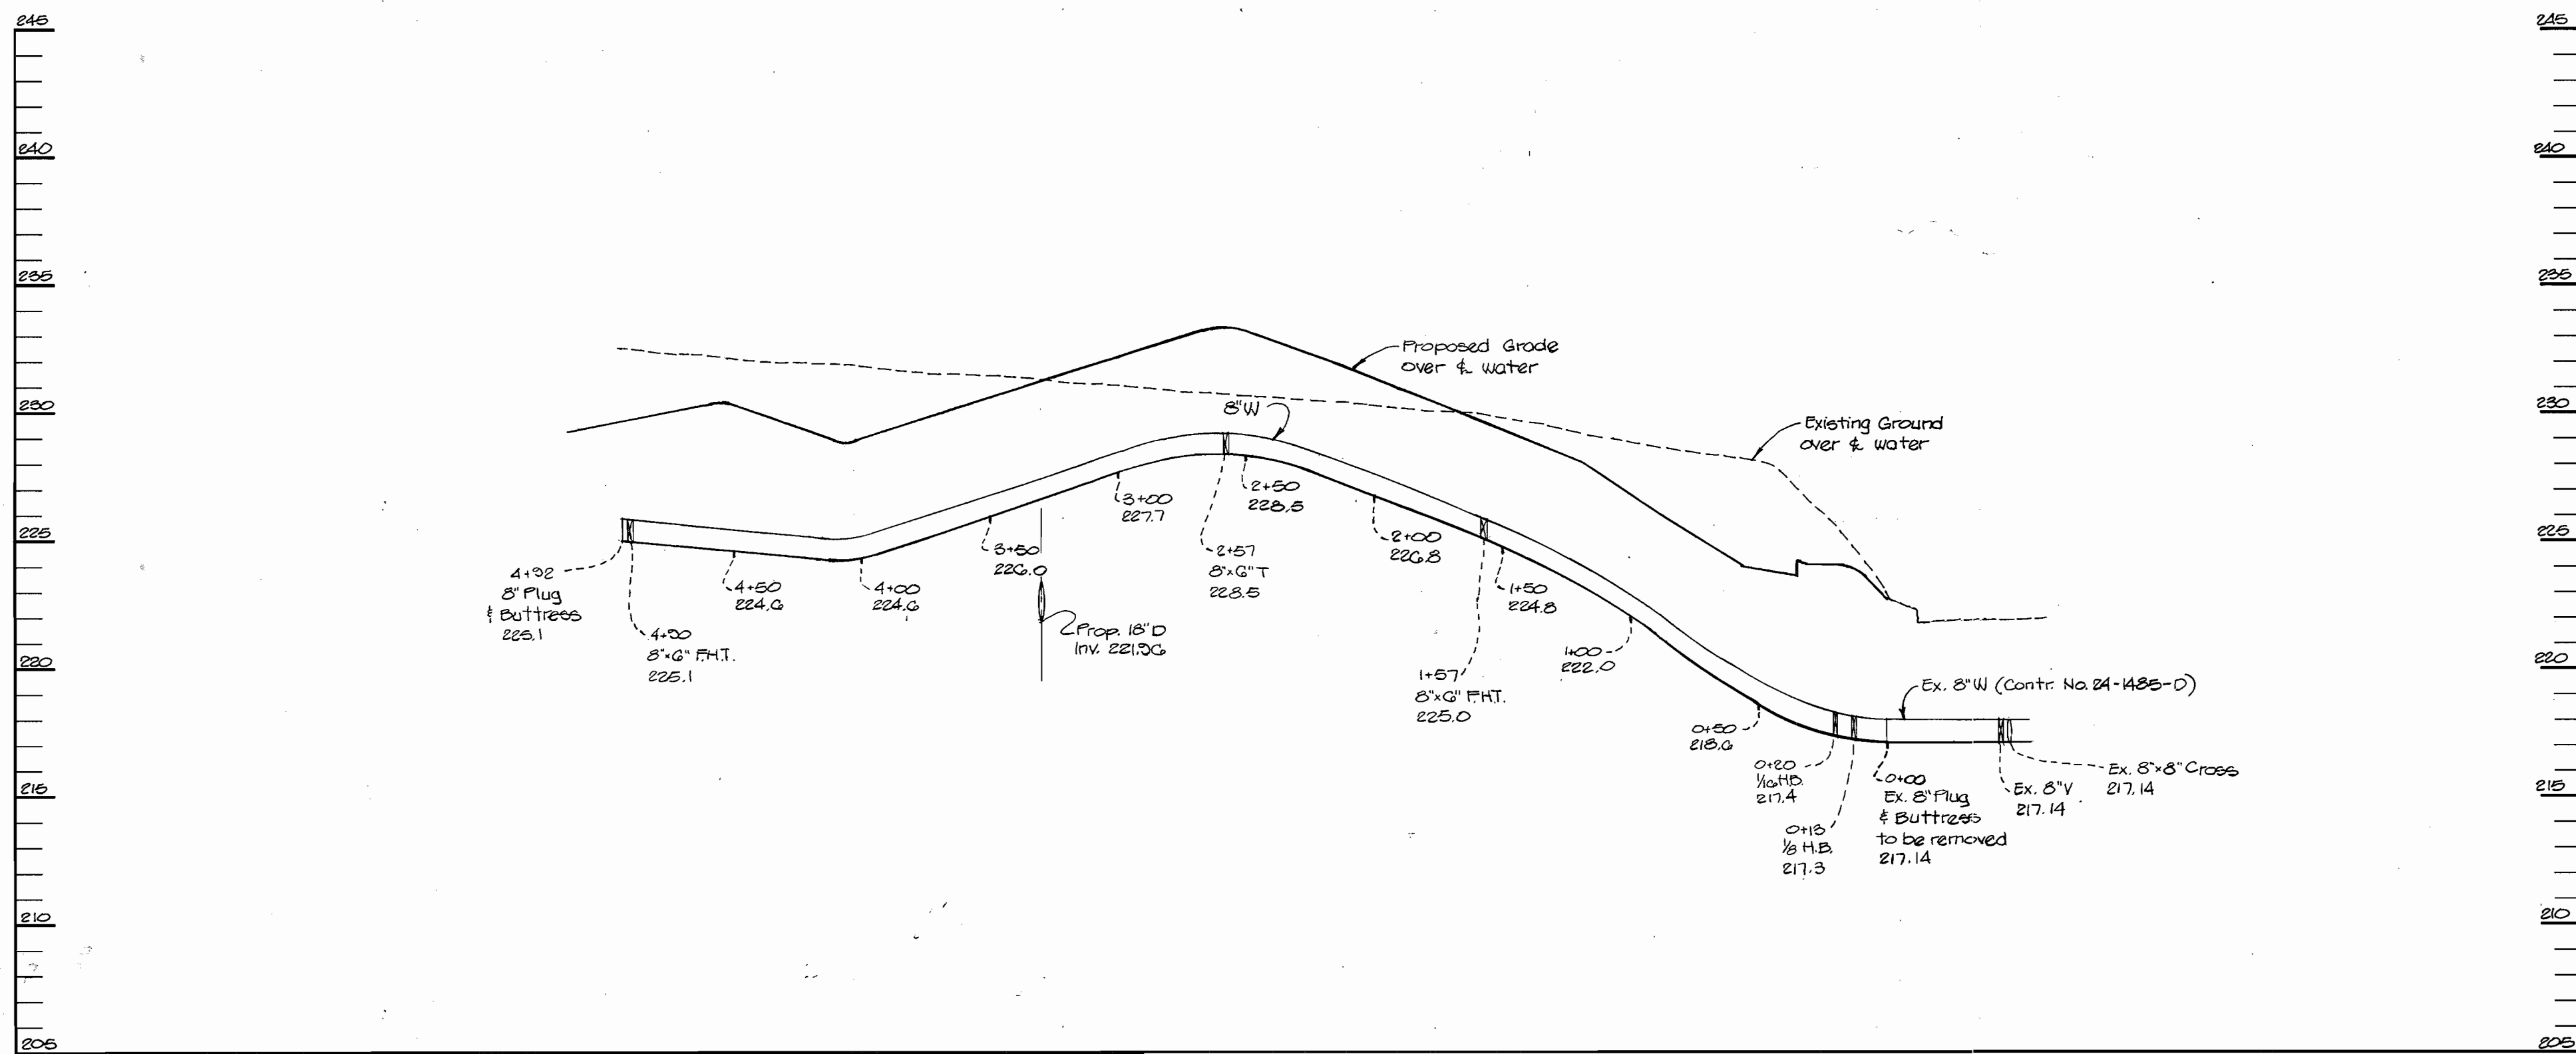 245
245
240
240
235
235
Proposed Grade
over ℄ water
230
230
8"W
Existing Ground
over ℄ water
2+50
228.5
3+00
227.7
225
225
2+00
226.8
3+50
226.0
2+57
8"x6" T
228.5
4+92
8" Plug
& Buttress
225.1
4+50
224.6
4+00
224.6
1+50
224.8
4+90
8"x6" F.H.T.
225.1
Prop. 18"D
Inv. 221.96
220
220
1+00
222.0
1+57
8"x6" F.H.T.
225.0
Ex. 8"W (Contr. No. 24-1485-D)
0+50
218.6
0+20
1/16 H.B.
217.4
0+00
Ex. 8" Plug
& Buttress
to be removed
217.14
Ex. 8"V
217.14
Ex. 8"x8" Cross
217.14
215
215
0+13
1/8 H.B.
217.3
210
210
205
205